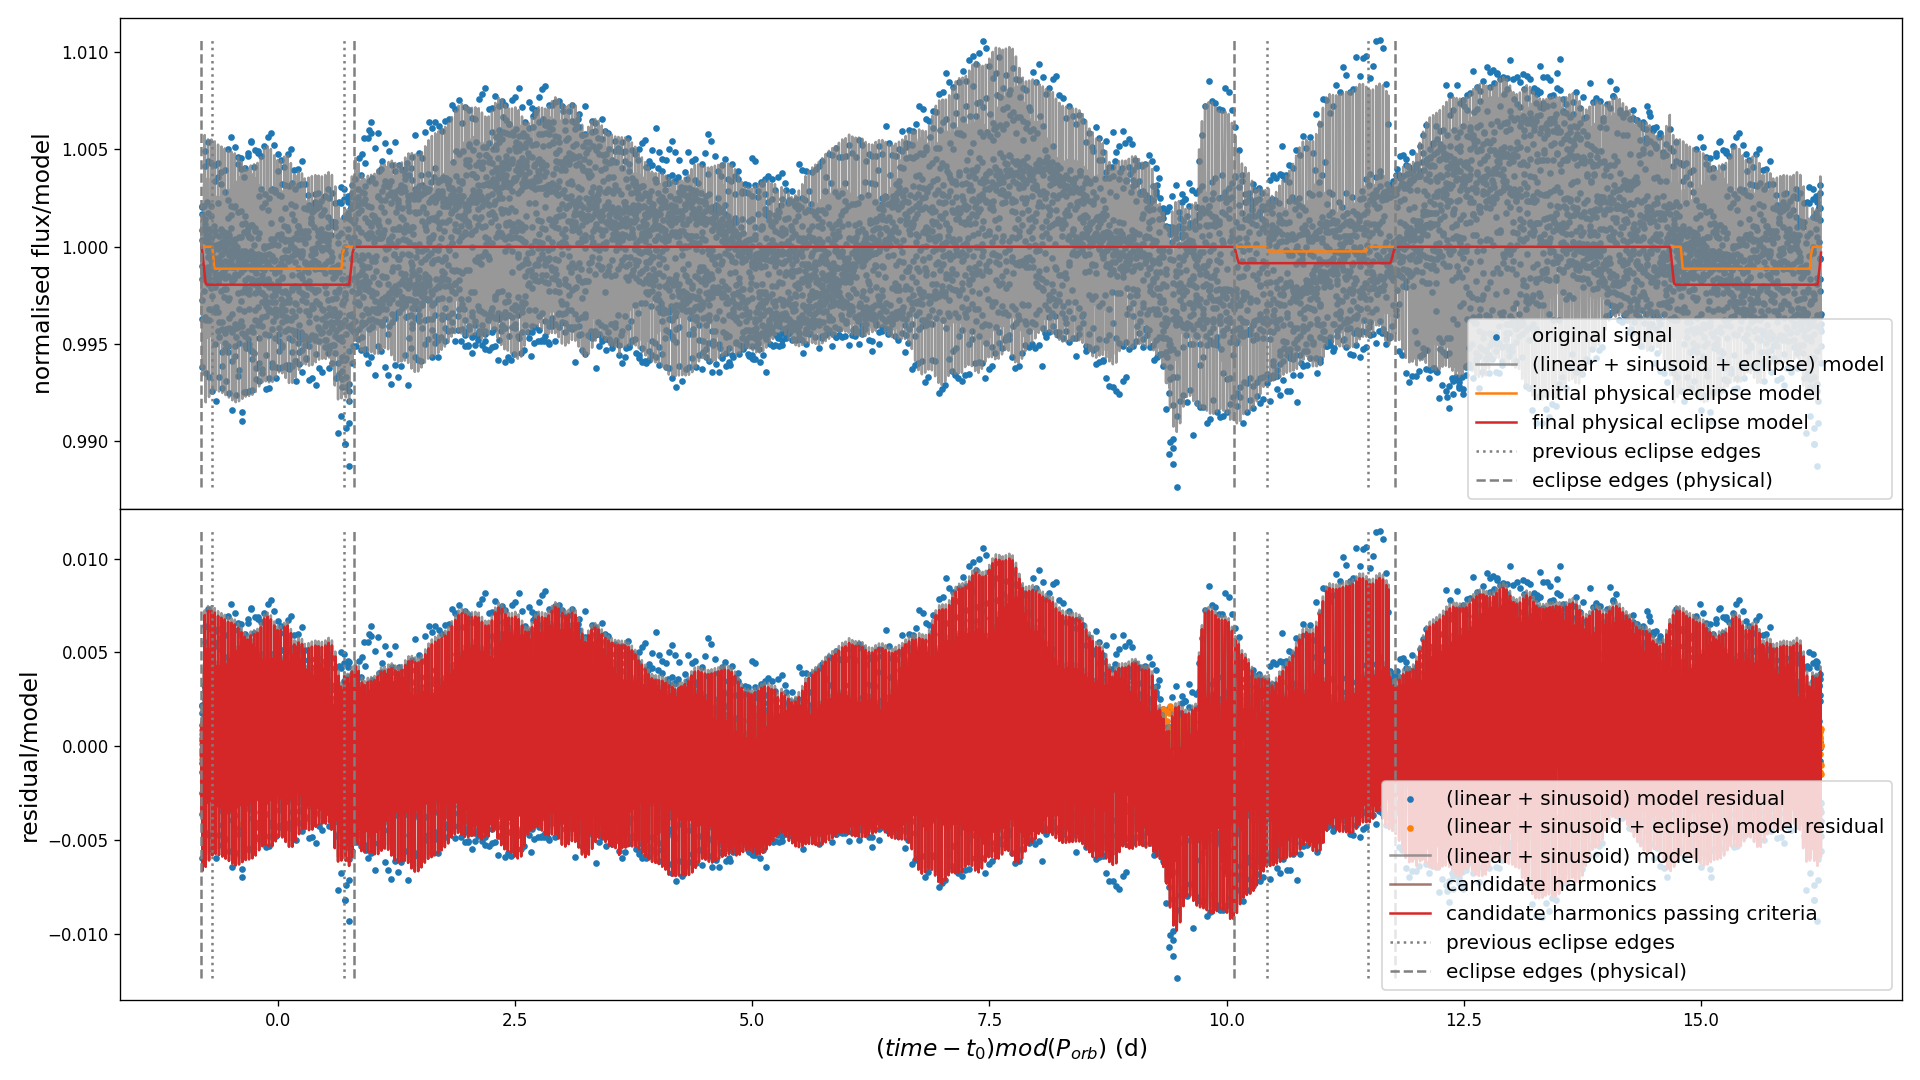 1.010
1.005
1.000
0.995
0.990
normalised flux/model
original signal
(linear + sinusoid + eclipse) model
initial physical eclipse model
final physical eclipse model
previous eclipse edges
eclipse edges (physical)
0.010
0.005
0.000
−0.005
−0.010
residual/model
(linear + sinusoid) model residual
(linear + sinusoid + eclipse) model residual
(linear + sinusoid) model
candidate harmonics
candidate harmonics passing criteria
previous eclipse edges
eclipse edges (physical)
0.0 2.5 5.0 7.5 10.0 12.5 15.0
(time − t₀)mod(P_orb) (d)